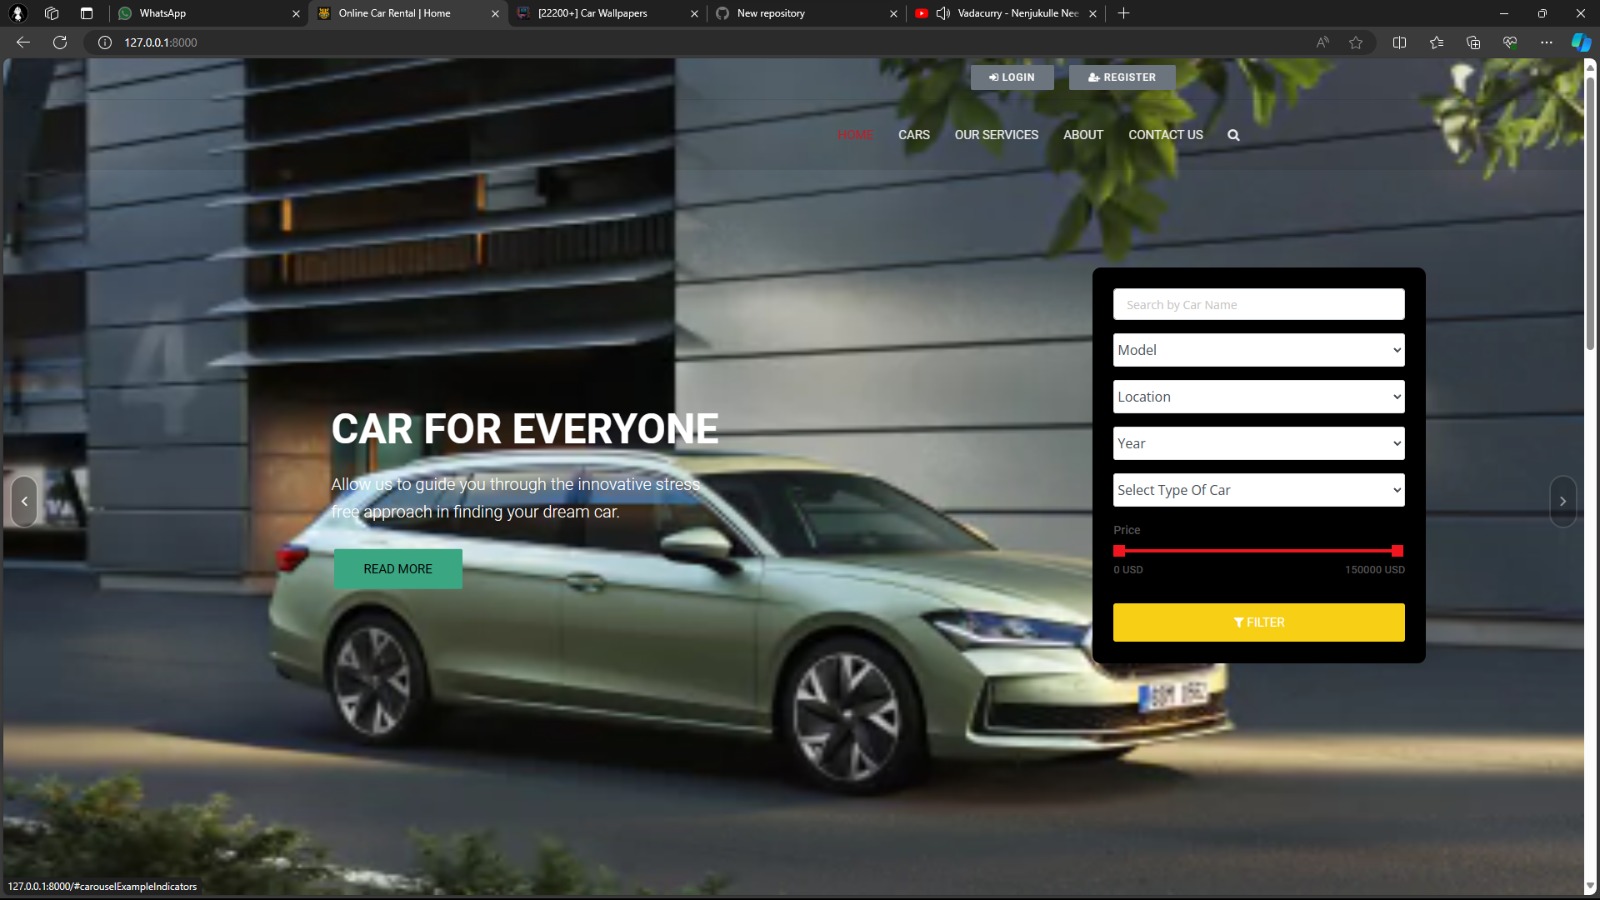 WhatsApp
Online Car Rental | Home
[22200+] Car Wallpapers
New repository
Vadacurry - Nenjukulle Nee
127.0.0.1:8000
LOGIN
REGISTER
HOME
CARS
OUR SERVICES
ABOUT
CONTACT US
4
CAR FOR EVERYONE
Allow us to guide you through the innovative stress
free approach in finding your dream car.
READ MORE
Search by Car Name
Model
Location
Year
Select Type Of Car
Price
0 USD
150000 USD
FILTER
127.0.0.1:8000/#carouselExampleIndicators